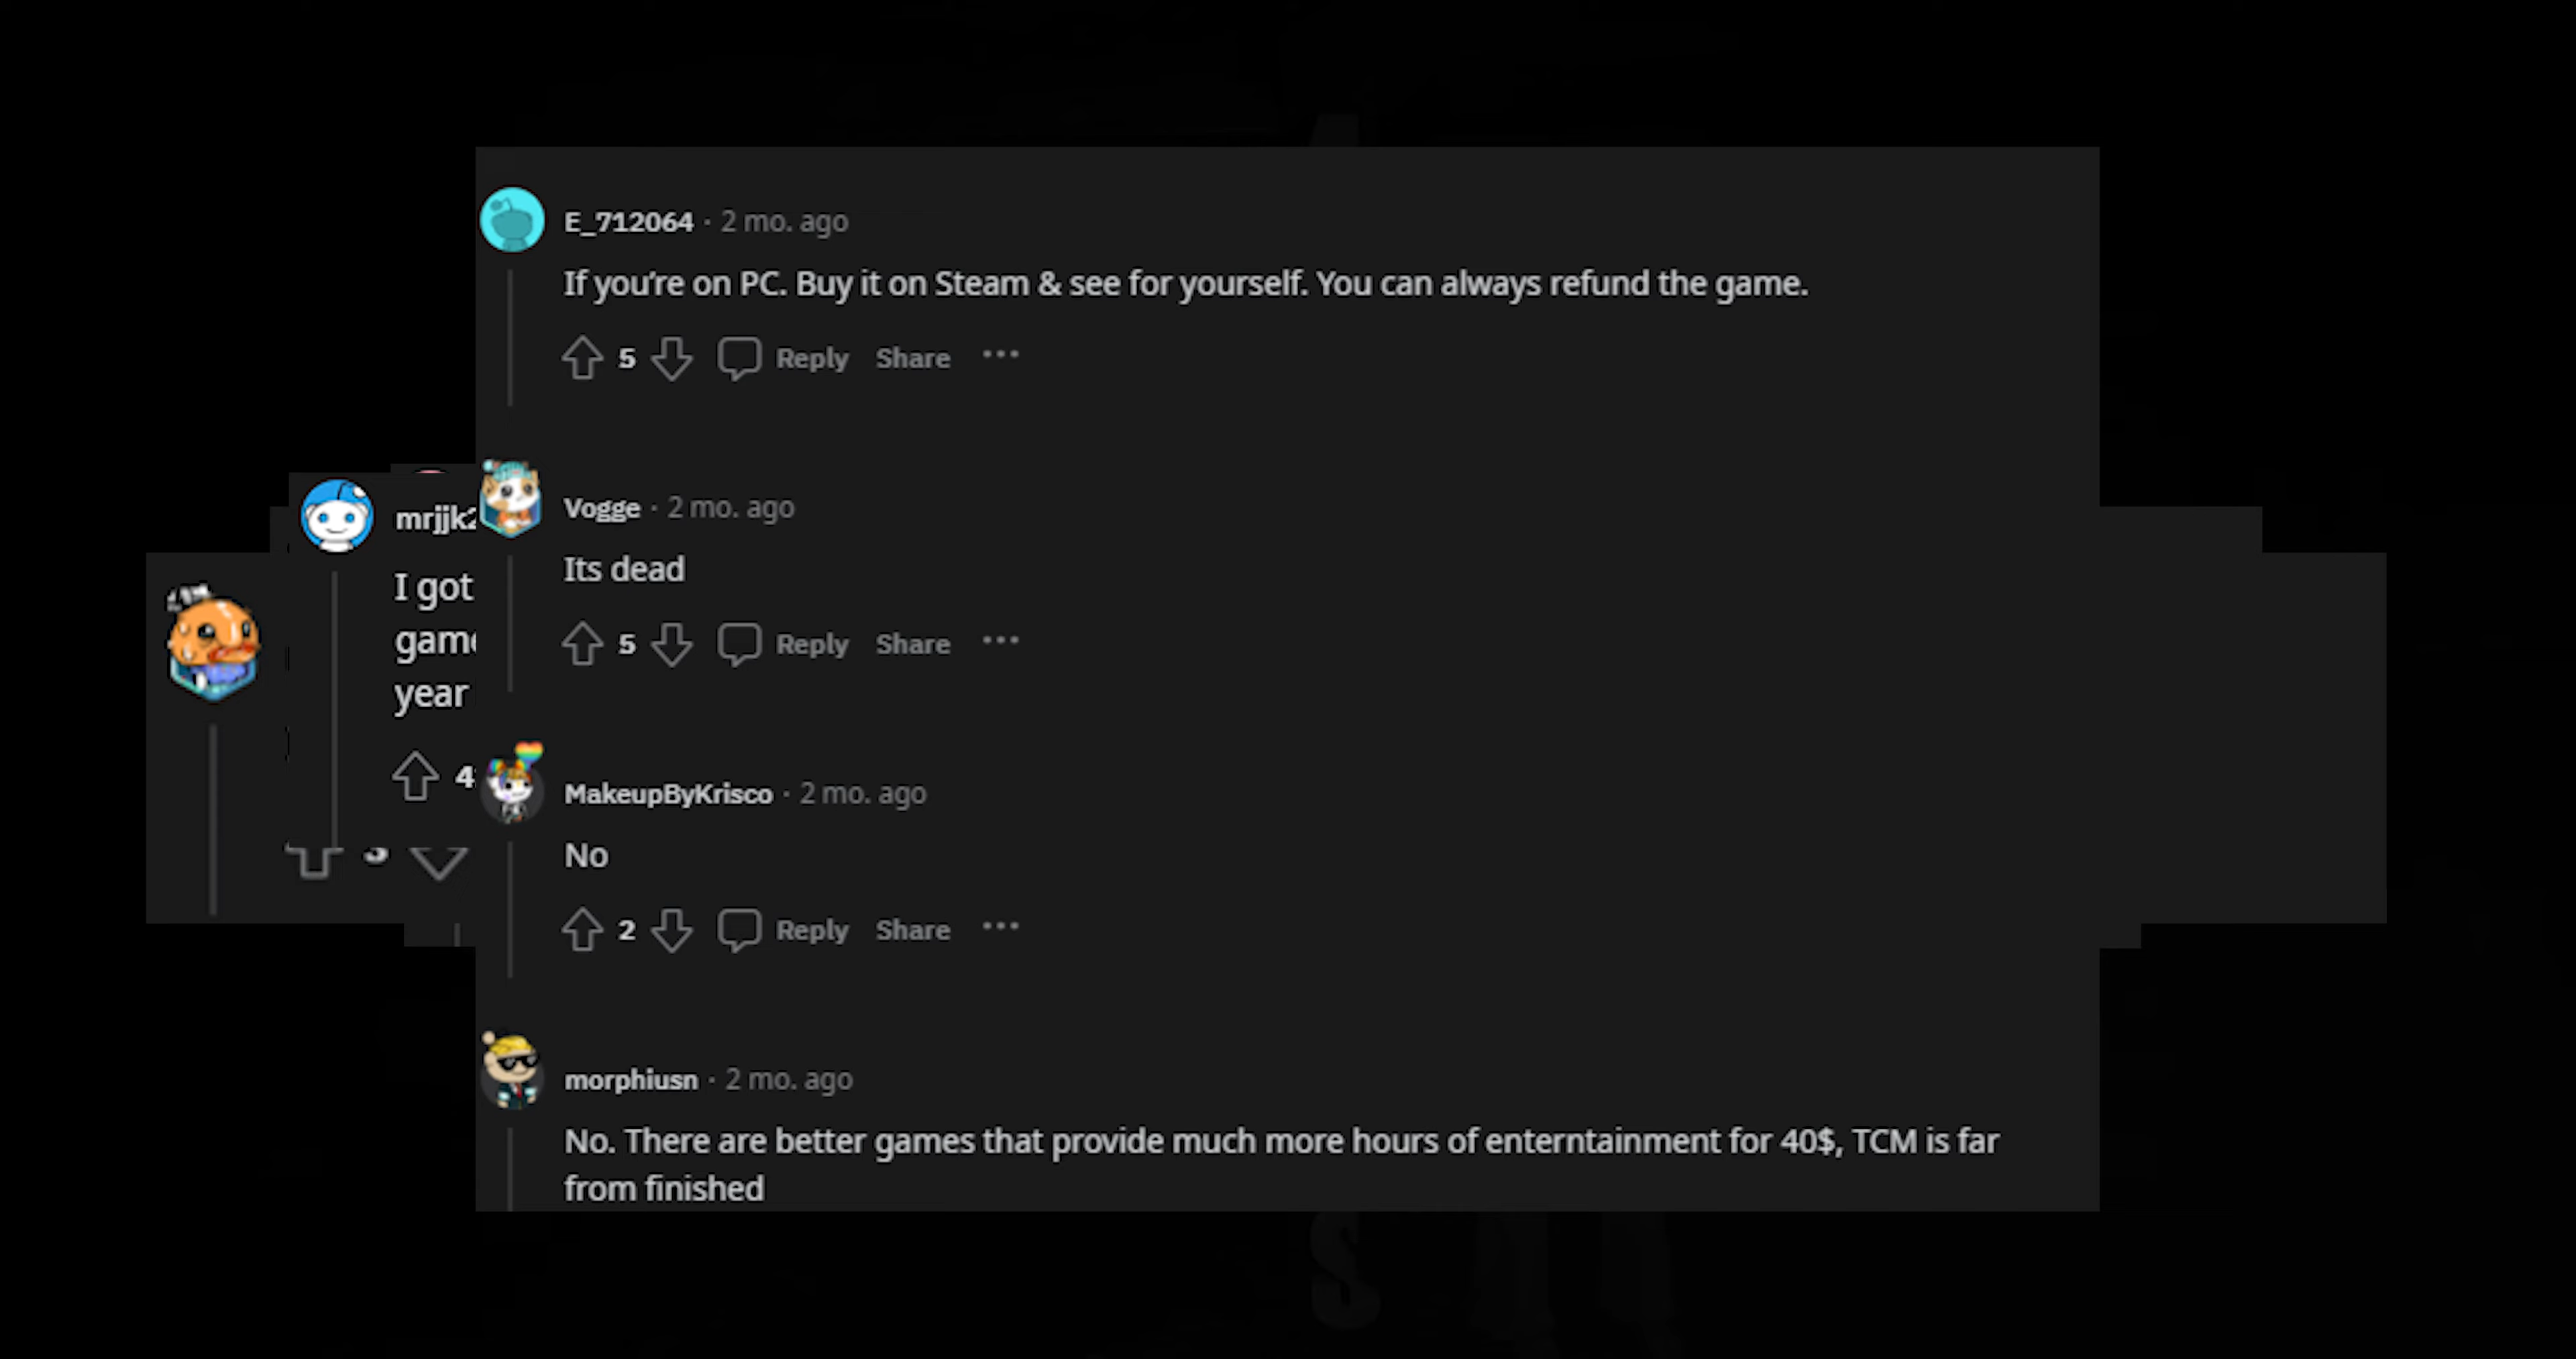 E_712064 · 2 mo. ago
If you're on PC. Buy it on Steam & see for yourself. You can always refund the game.
5 Reply Share ...
Vogge · 2 mo. ago
Its dead
5 Reply Share ...
MakeupByKrisco · 2 mo. ago
No
2 Reply Share ...
morphiusn · 2 mo. ago
No. There are better games that provide much more hours of enterntainment for 40$, TCM is far
from finished
mrjjk2
I got
game
year
4
3